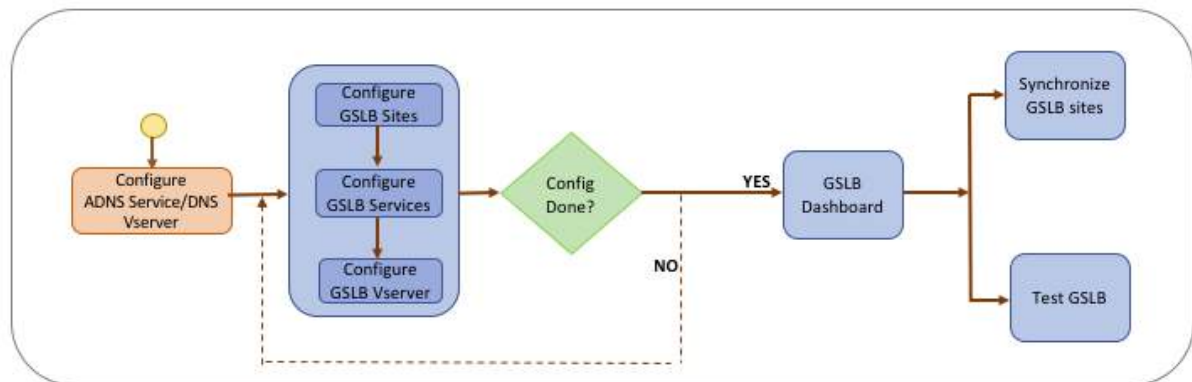 Configure
ADNS Service/DNS
Vserver
Configure
GSLB Sites
Configure
GSLB Services
Configure
GSLB Vserver
Config
Done?
YES
NO
GSLB
Dashboard
Synchronize
GSLB sites
Test GSLB